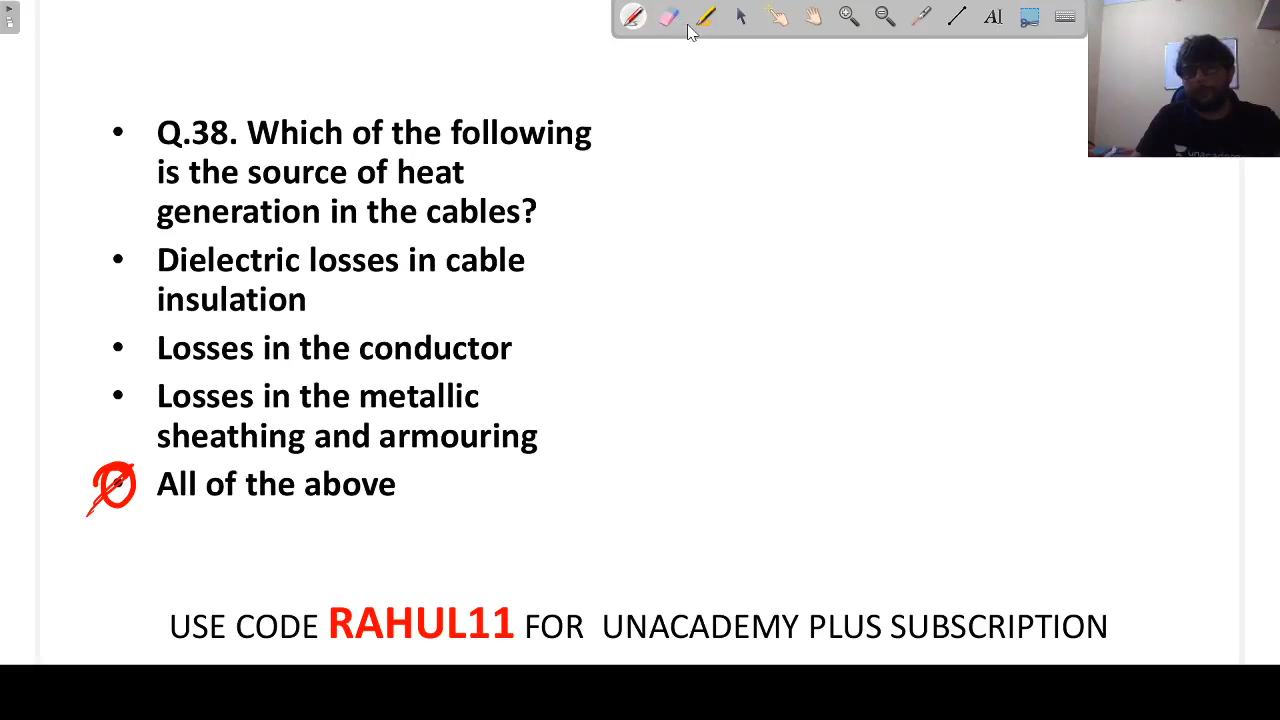 AI
• Q.38. Which of the following
is the source of heat
generation in the cables?
• Dielectric losses in cable
insulation
• Losses in the conductor
• Losses in the metallic
sheathing and armouring
• All of the above
USE CODE RAHUL11 FOR UNACADEMY PLUS SUBSCRIPTION
unacademy